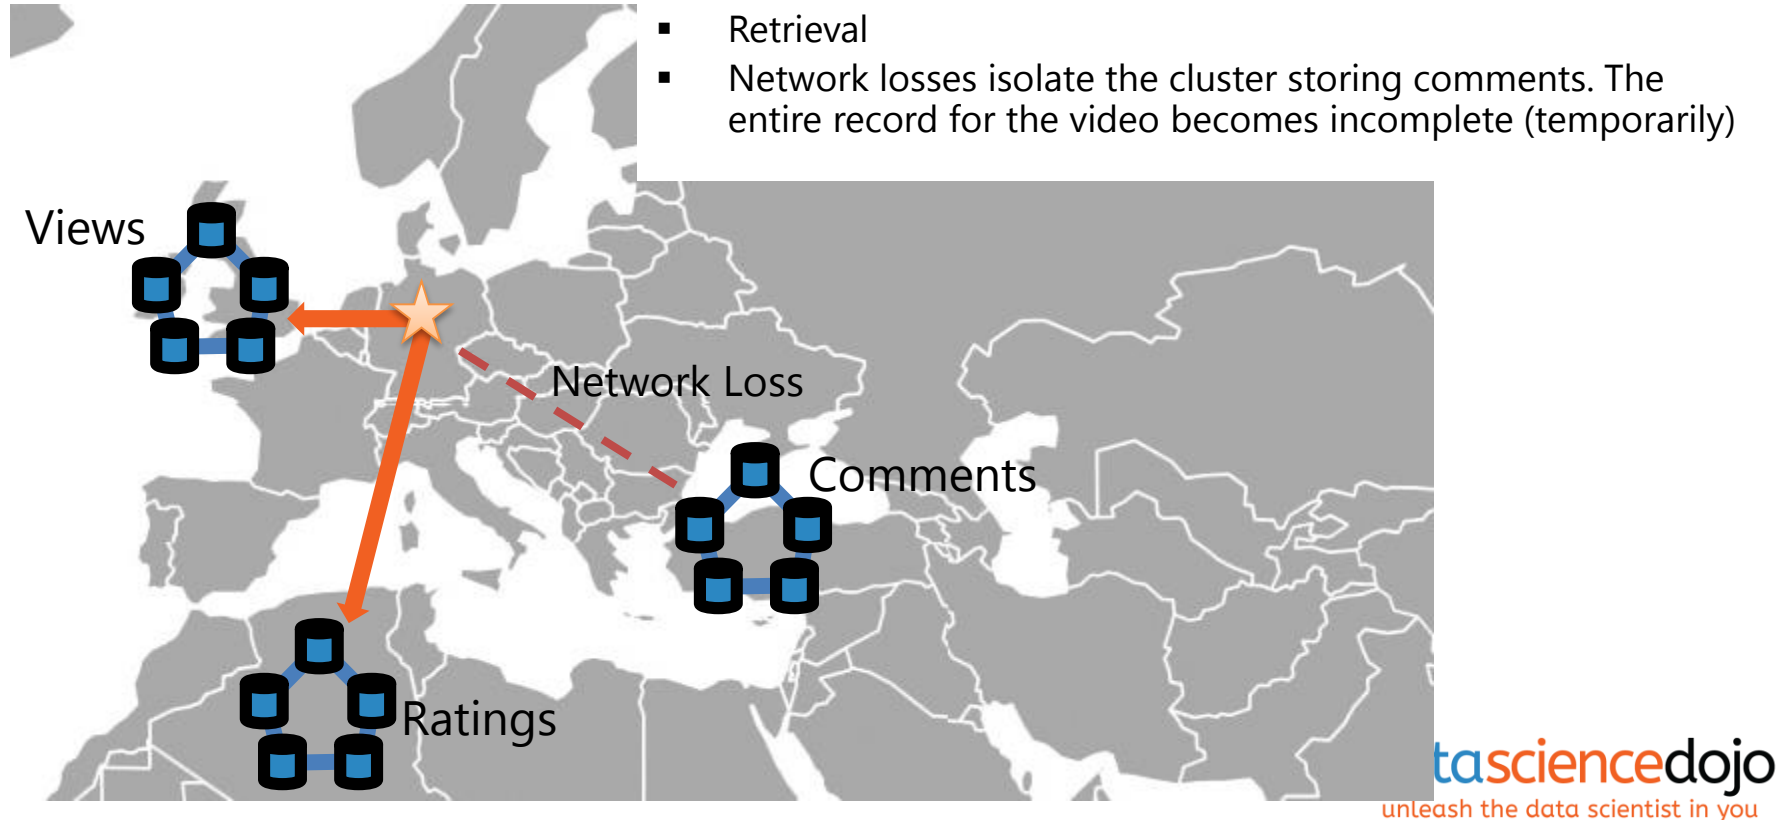 Retrieval
Network losses isolate the cluster storing comments. The
entire record for the video becomes incomplete (temporarily)
Views
Network Loss
Comments
Ratings
tasciencedojo
unleash the data scientist in you